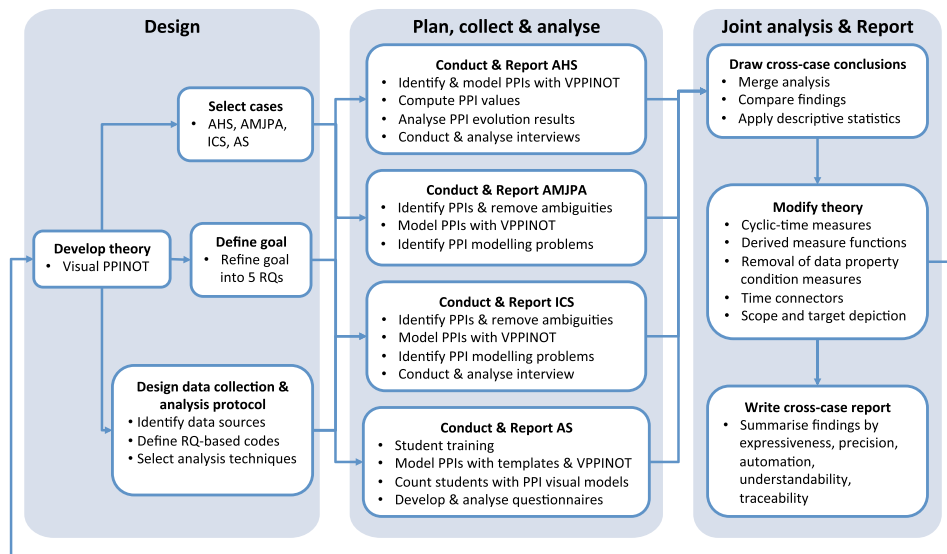 Design
Select cases
• AHS, AMJPA,
ICS, AS
Develop theory
• Visual PPINOT
Define goal
• Refine goal
into 5 RQs
Design data collection &
analysis protocol
• Identify data sources
• Define RQ-based codes
• Select analysis techniques
Plan, collect & analyse
Conduct & Report AHS
• Identify & model PPIs with VPPINOT
• Compute PPI values
• Analyse PPI evolution results
• Conduct & analyse interviews
Conduct & Report AMJPA
• Identify PPIs & remove ambiguities
• Model PPIs with VPPINOT
• Identify PPI modelling problems
Conduct & Report ICS
• Identify PPIs & remove ambiguities
• Model PPIs with VPPINOT
• Identify PPI modelling problems
• Conduct & analyse interview
Conduct & Report AS
• Student training
• Model PPIs with templates & VPPINOT
• Count students with PPI visual models
• Develop & analyse questionnaires
Joint analysis & Report
Draw cross-case conclusions
• Merge analysis
• Compare findings
• Apply descriptive statistics
Modify theory
• Cyclic-time measures
• Derived measure functions
• Removal of data property
condition measures
• Time connectors
• Scope and target depiction
Write cross-case report
• Summarise findings by
expressiveness, precision,
automation,
understandability,
traceability